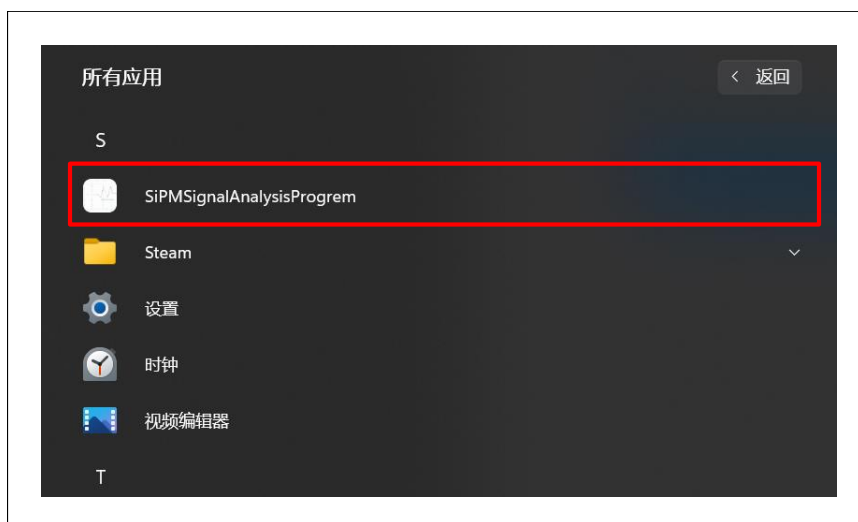 所有应用
返回
S
SiPMSignalAnalysisProgrem
Steam
设置
时钟
视频编辑器
T